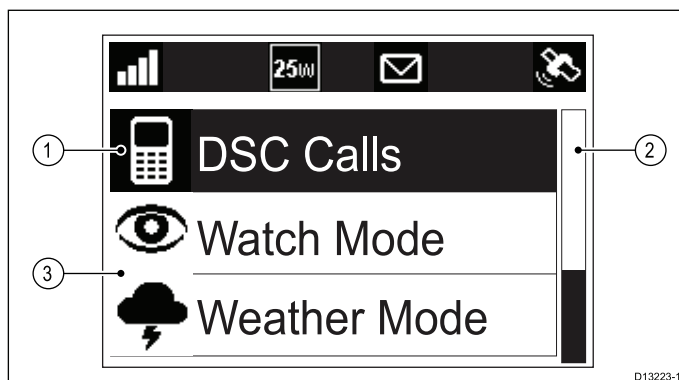 25W
1
DSC Calls
2
Watch Mode
3
Weather Mode
D13223-1